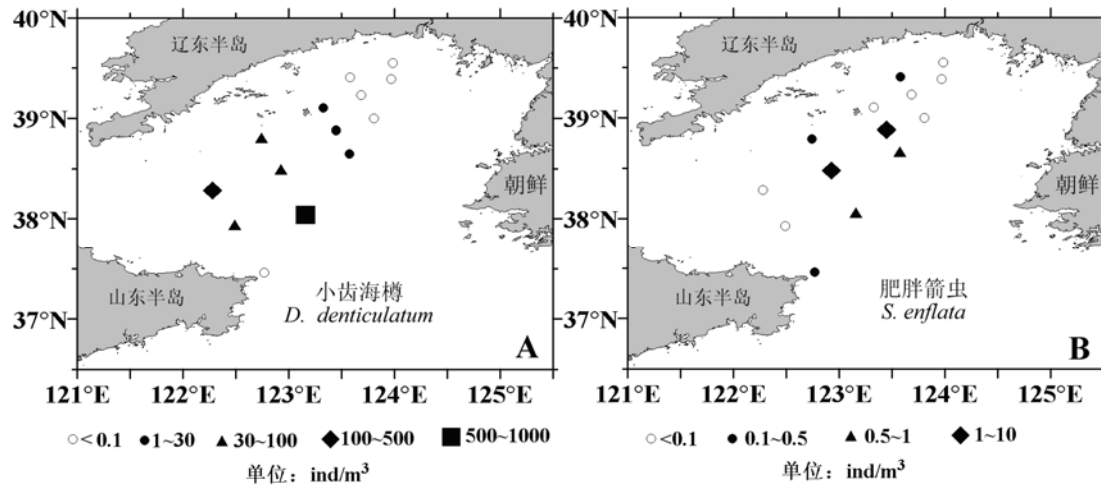 40°N
39°N
38°N
37°N
辽东半岛
朝鲜
山东半岛
小齿海樽
D. denticulatum
A
121°E 122°E 123°E 124°E 125°E
<0.1 1~30 30~100 100~500 500~1000
单位：ind/m³
40°N
39°N
38°N
37°N
辽东半岛
朝鲜
山东半岛
肥胖箭虫
S. enflata
B
121°E 122°E 123°E 124°E 125°E
<0.1 0.1~0.5 0.5~1 1~10
单位：ind/m³